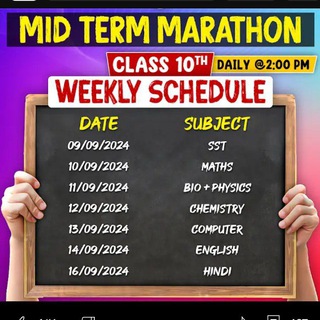 MID TERM MARATHON
CLASS 10TH DAILY @2:00 PM
WEEKLY SCHEDULE
DATE SUBJECT
09/09/2024 SST
10/09/2024 MATHS
11/09/2024 BIO + PHYSICS
12/09/2024 CHEMISTRY
13/09/2024 COMPUTER
14/09/2024 ENGLISH
16/09/2024 HINDI